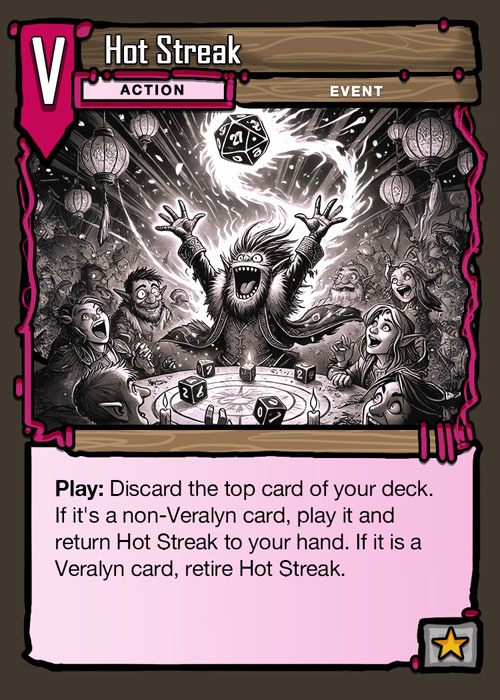 V
Hot Streak
ACTION
EVENT
Play: Discard the top card of your deck.
If it's a non-Veralyn card, play it and
return Hot Streak to your hand. If it is a
Veralyn card, retire Hot Streak.